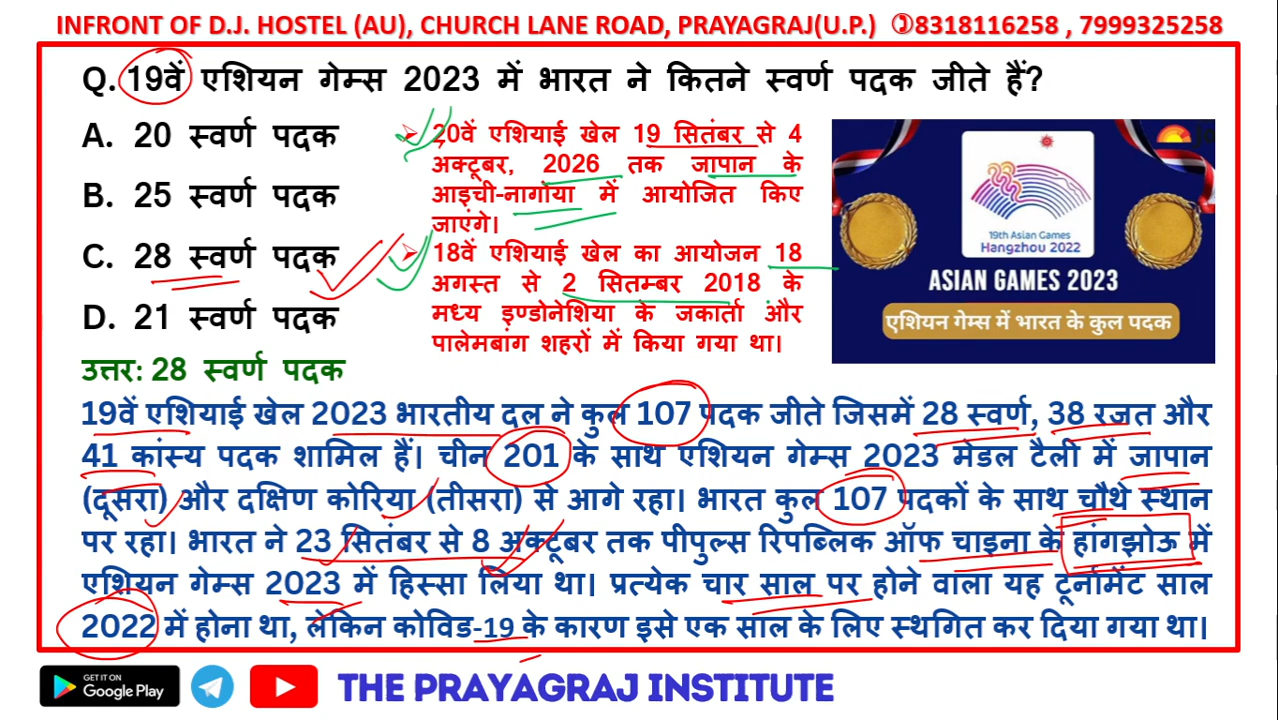 INFRONT OF D.J. HOSTEL (AU), CHURCH LANE ROAD, PRAYAGRAJ(U.P.) ✆8318116258 , 7999325258
Q. 19वें एशियन गेम्स 2023 में भारत ने कितने स्वर्ण पदक जीते हैं?
A. 20 स्वर्ण पदक
B. 25 स्वर्ण पदक
C. 28 स्वर्ण पदक
D. 21 स्वर्ण पदक
➢ 20वें एशियाई खेल 19 सितंबर से 4
अक्टूबर, 2026 तक जापान के
आइची-नागोया में आयोजित किए
जाएंगे।
➢ 18वें एशियाई खेल का आयोजन 18
अगस्त से 2 सितम्बर 2018 के
मध्य इण्डोनेशिया के जकार्ता और
पालेमबांग शहरों में किया गया था।
19th Asian Games
Hangzhou 2022
ASIAN GAMES 2023
एशियन गेम्स में भारत के कुल पदक
उत्तर: 28 स्वर्ण पदक
19वें एशियाई खेल 2023 भारतीय दल ने कुल 107 पदक जीते जिसमें 28 स्वर्ण, 38 रजत और
41 कांस्य पदक शामिल हैं। चीन 201 के साथ एशियन गेम्स 2023 मेडल टैली में जापान
(दूसरा) और दक्षिण कोरिया (तीसरा) से आगे रहा। भारत कुल 107 पदकों के साथ चौथे स्थान
पर रहा। भारत ने 23 सितंबर से 8 अक्टूबर तक पीपुल्स रिपब्लिक ऑफ चाइना के हांगझोऊ में
एशियन गेम्स 2023 में हिस्सा लिया था। प्रत्येक चार साल पर होने वाला यह टूर्नामेंट साल
2022 में होना था, लेकिन कोविड-19 के कारण इसे एक साल के लिए स्थगित कर दिया गया था।
GET IT ON
Google Play
THE PRAYAGRAJ INSTITUTE